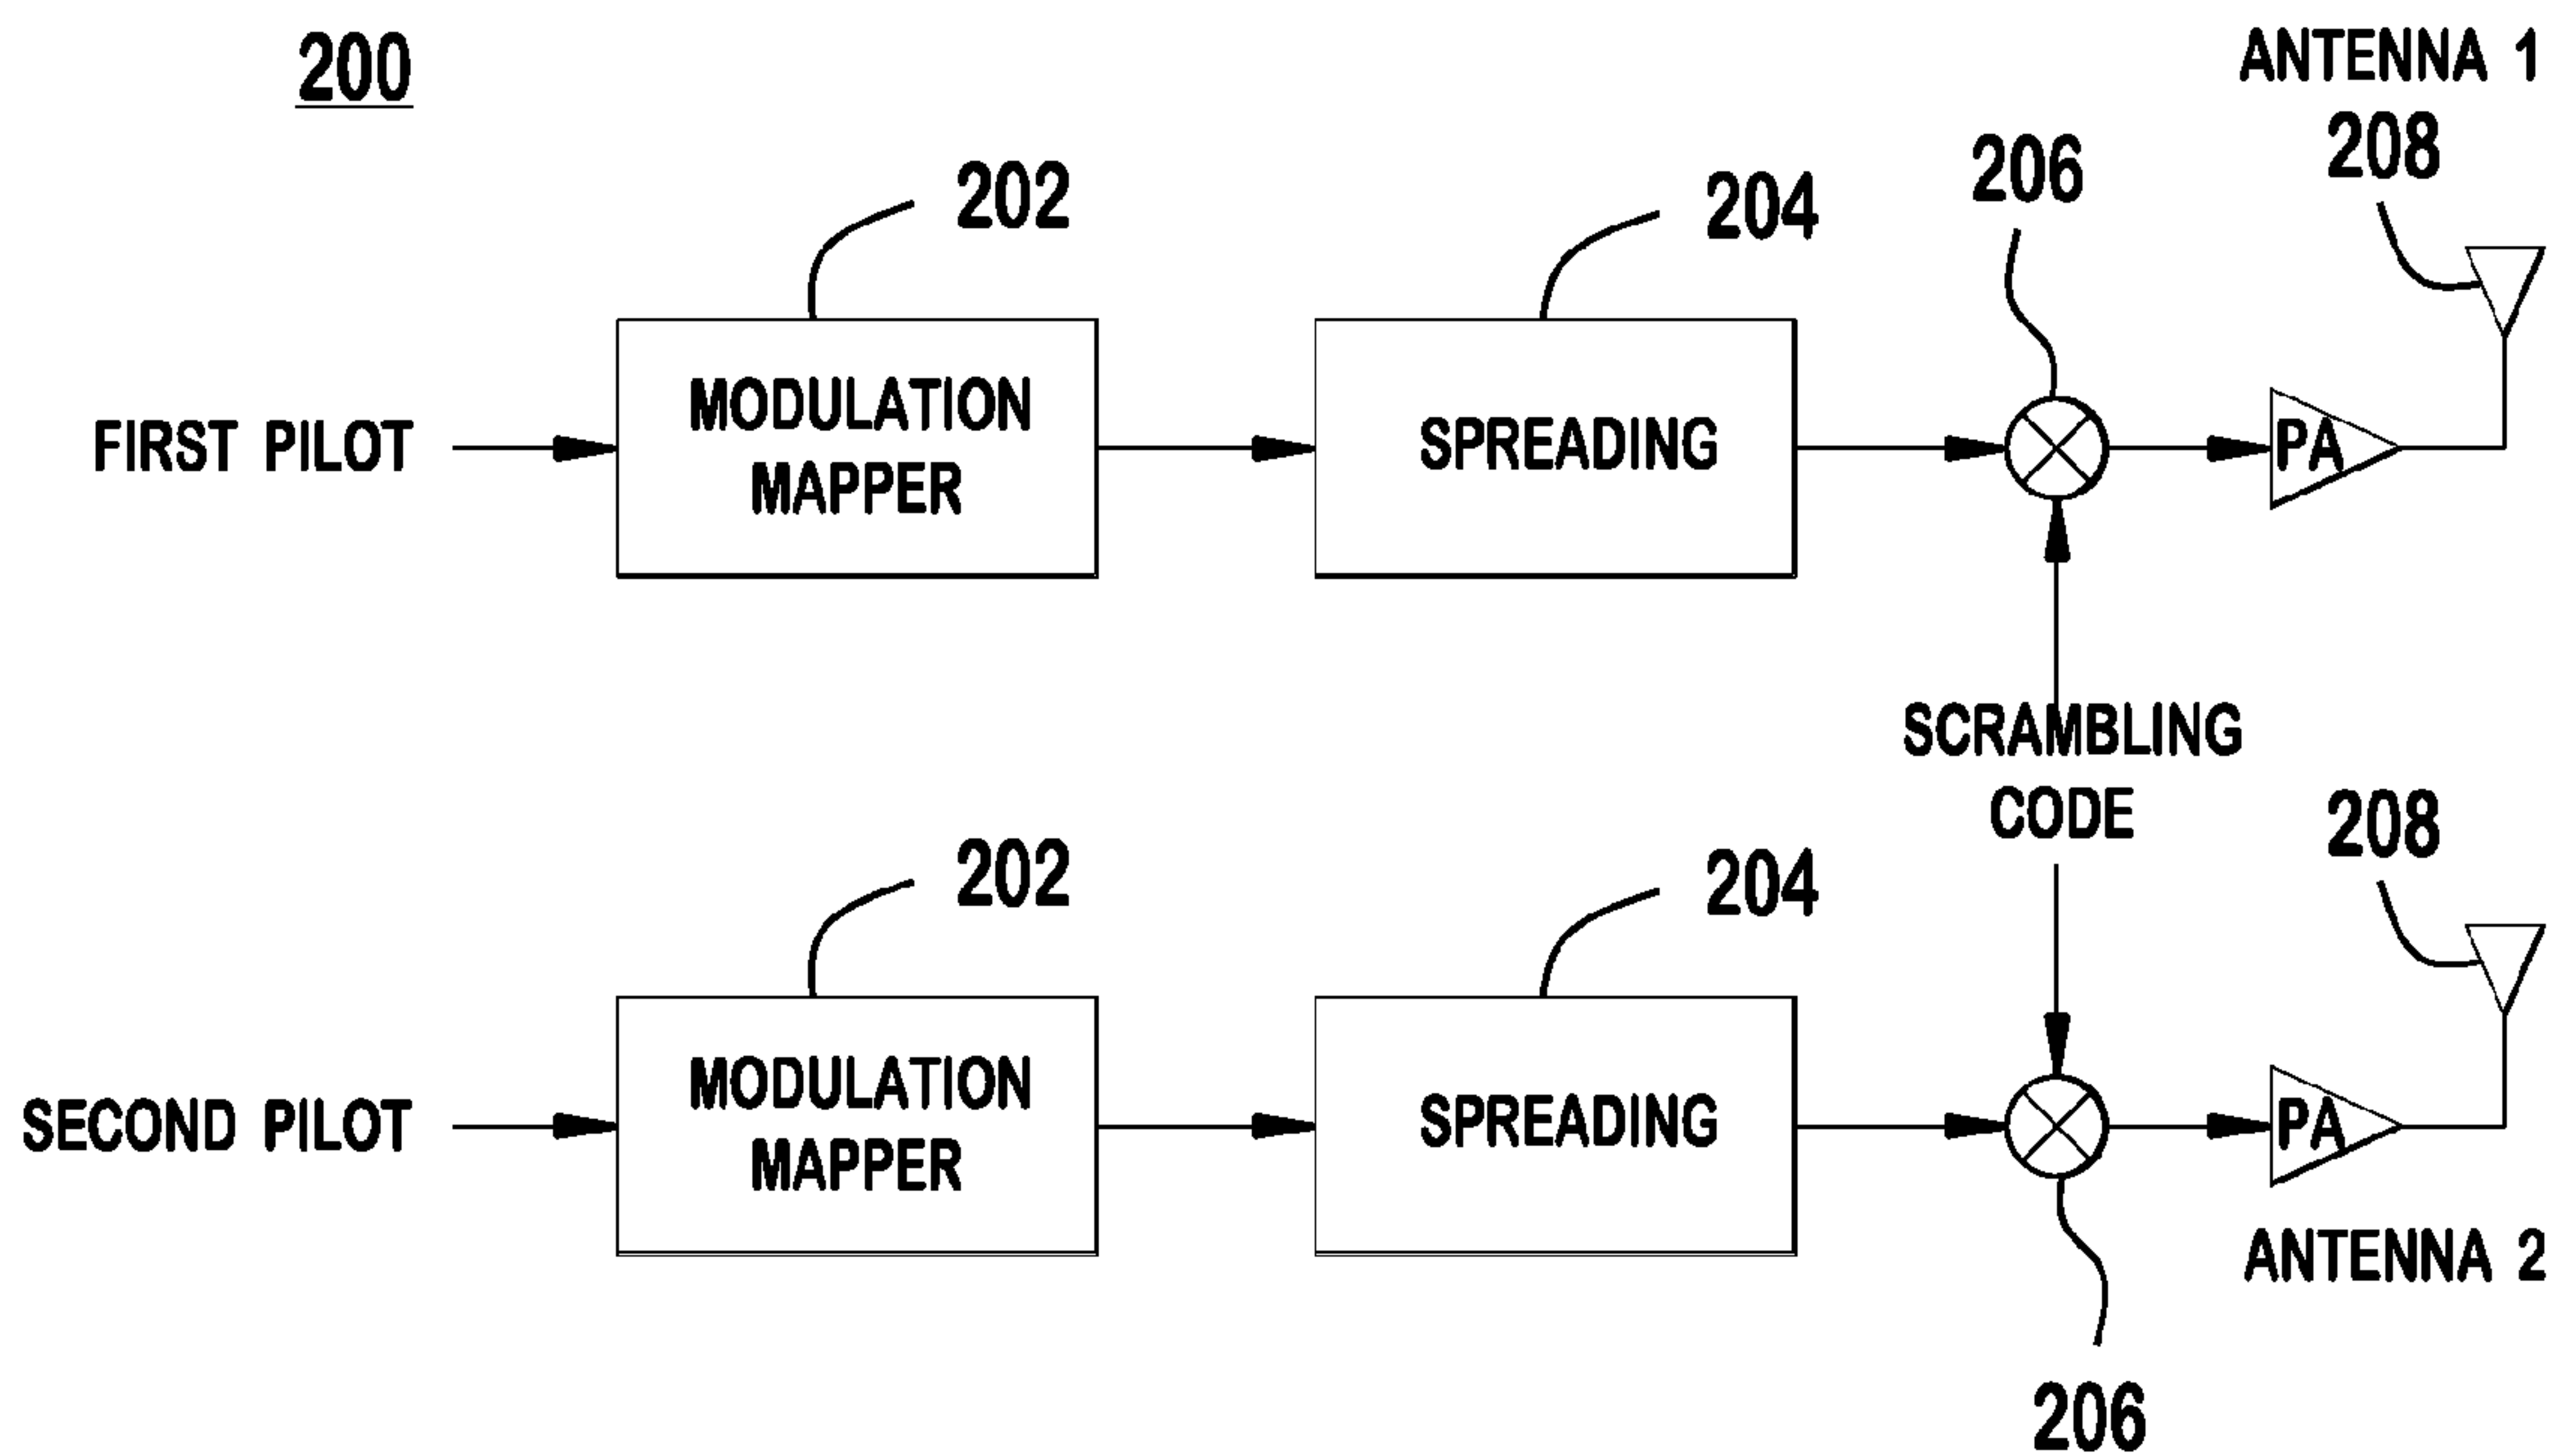 200
ANTENNA 1
208
202
204
206
FIRST PILOT
MODULATION
MAPPER
SPREADING
PA
SCRAMBLING
CODE
202
204
208
SECOND PILOT
MODULATION
MAPPER
SPREADING
PA
ANTENNA 2
206